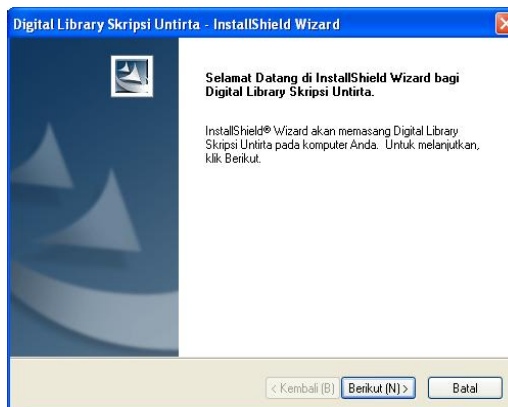 Digital Library Skripsi Untirta - InstallShield Wizard
Selamat Datang di InstallShield Wizard bagi
Digital Library Skripsi Untirta.
InstallShield® Wizard akan memasang Digital Library
Skripsi Untirta pada komputer Anda. Untuk melanjutkan,
klik Berikut.
< Kembali (B) Berikut (N) > Batal